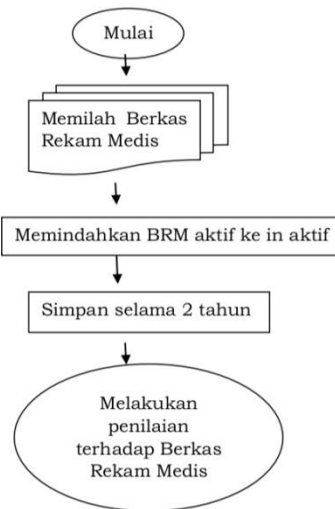 Mulai
Memilah Berkas
Rekam Medis
Memindahkan BRM aktif ke in aktif
Simpan selama 2 tahun
Melakukan
penilaian
terhadap Berkas
Rekam Medis